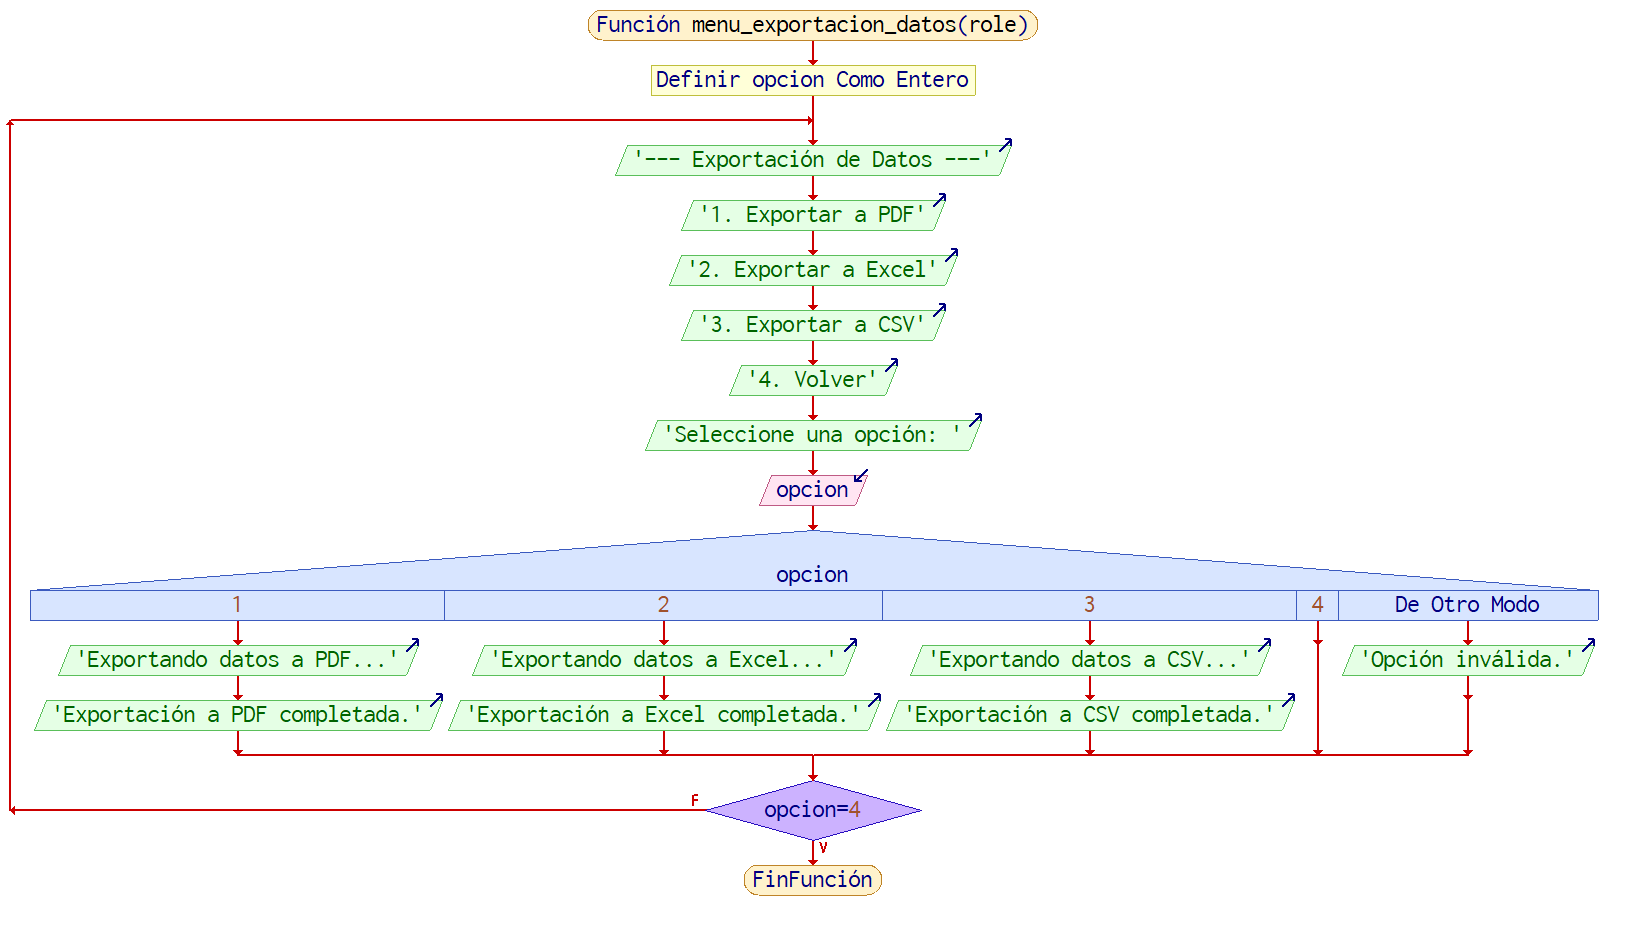 Función menu_exportacion_datos(role)
Definir opcion Como Entero
'--- Exportación de Datos ---'
'1. Exportar a PDF'
'2. Exportar a Excel'
'3. Exportar a CSV'
'4. Volver'
'Seleccione una opción: '
opcion
opcion
1 2 3 4 De Otro Modo
'Exportando datos a PDF...' 'Exportando datos a Excel...' 'Exportando datos a CSV...' 'Opción inválida.'
'Exportación a PDF completada.' 'Exportación a Excel completada.' 'Exportación a CSV completada.'
F
opcion=4
V
FinFunción